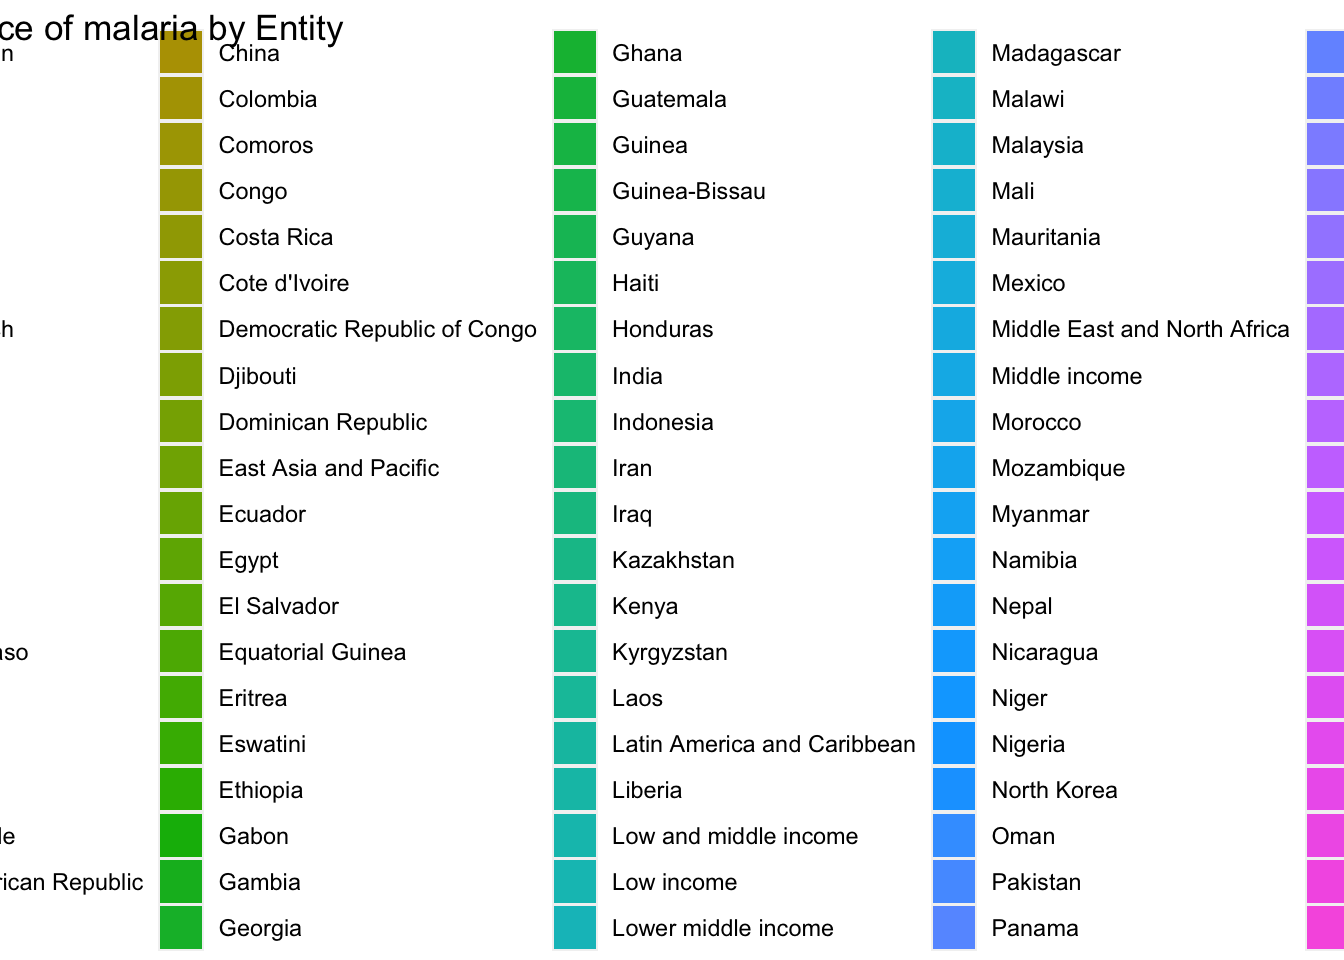 ce of malaria by Entity
n
h
aso
le
rican Republic
China
Colombia
Comoros
Congo
Costa Rica
Cote d'Ivoire
Democratic Republic of Congo
Djibouti
Dominican Republic
East Asia and Pacific
Ecuador
Egypt
El Salvador
Equatorial Guinea
Eritrea
Eswatini
Ethiopia
Gabon
Gambia
Georgia
Ghana
Guatemala
Guinea
Guinea-Bissau
Guyana
Haiti
Honduras
India
Indonesia
Iran
Iraq
Kazakhstan
Kenya
Kyrgyzstan
Laos
Latin America and Caribbean
Liberia
Low and middle income
Low income
Lower middle income
Madagascar
Malawi
Malaysia
Mali
Mauritania
Mexico
Middle East and North Africa
Middle income
Morocco
Mozambique
Myanmar
Namibia
Nepal
Nicaragua
Niger
Nigeria
North Korea
Oman
Pakistan
Panama